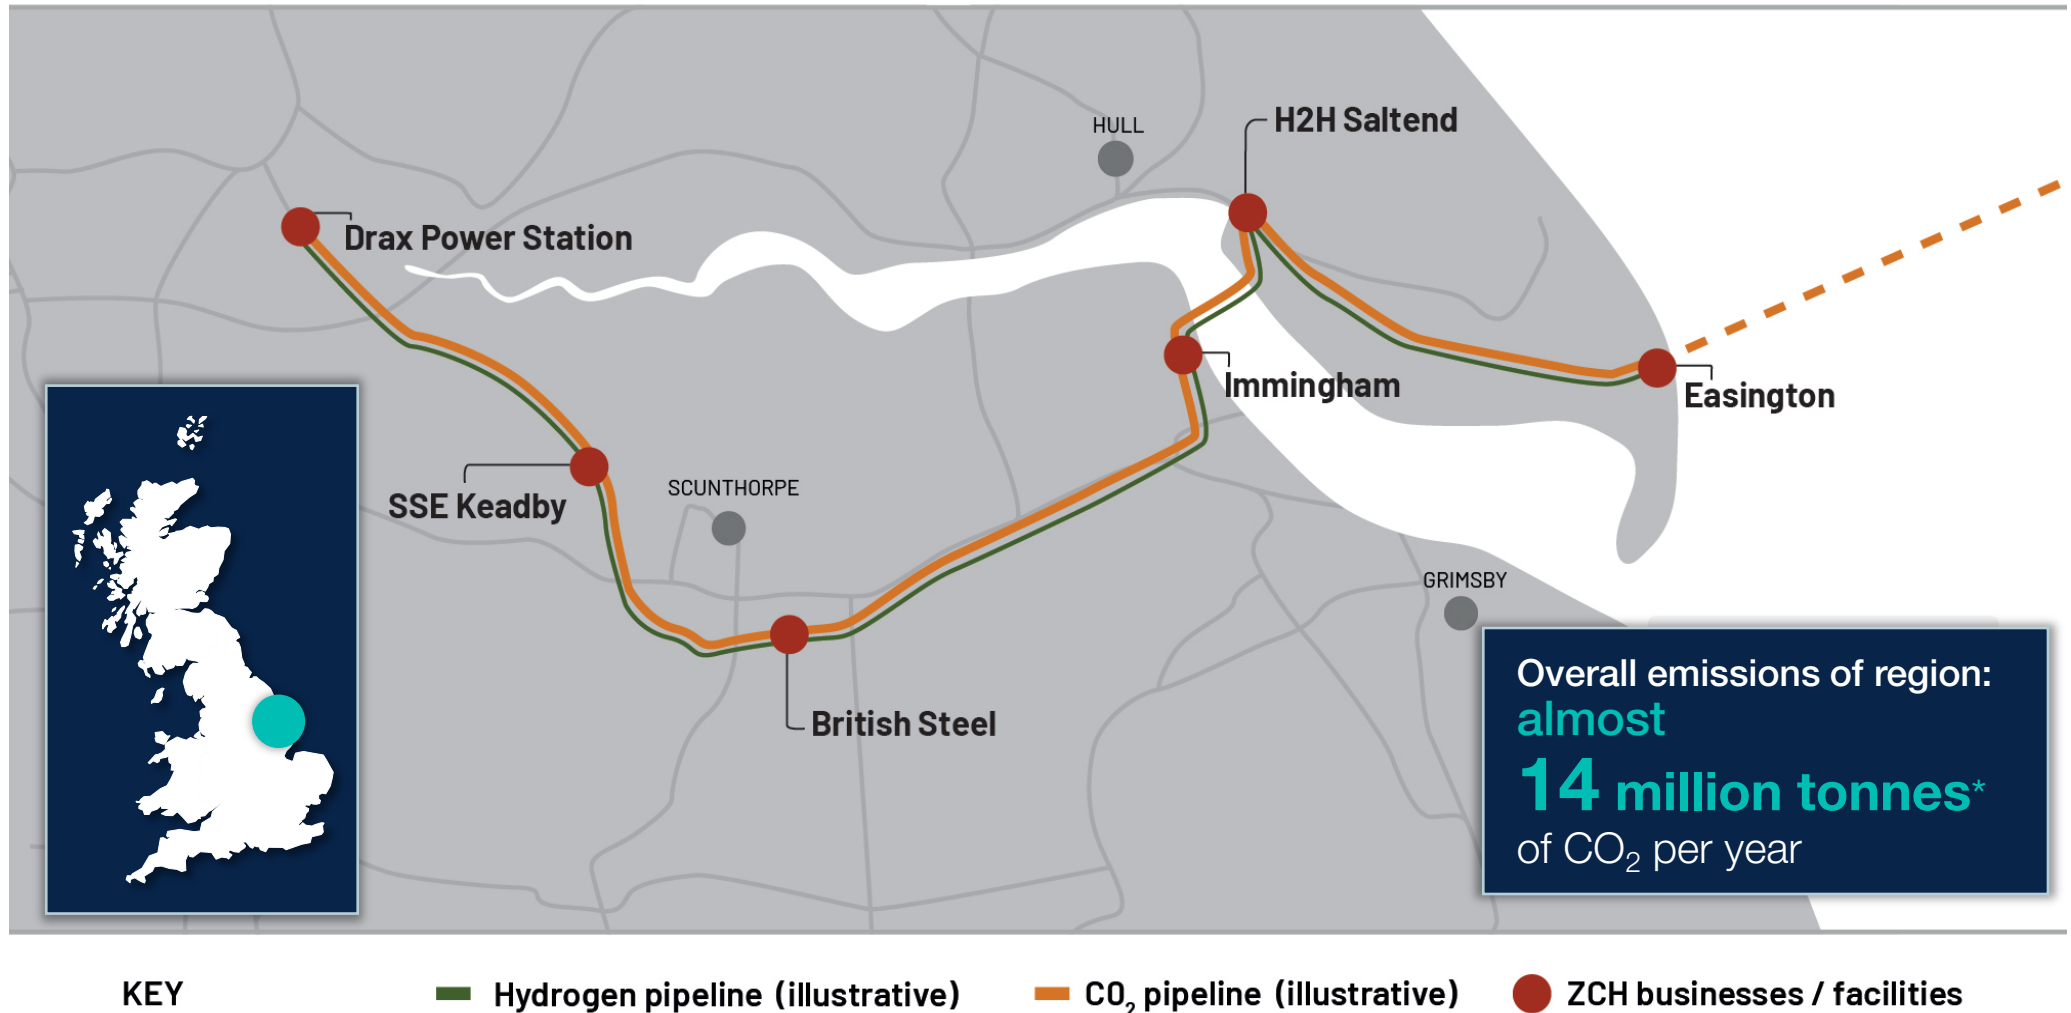 HULL
H2H Saltend
Drax Power Station
Immingham
Easington
SCUNTHORPE
SSE Keadby
GRIMSBY
British Steel
Overall emissions of region:
almost
14 million tonnes*
of CO₂ per year
KEY
Hydrogen pipeline (illustrative)
CO₂ pipeline (illustrative)
ZCH businesses / facilities